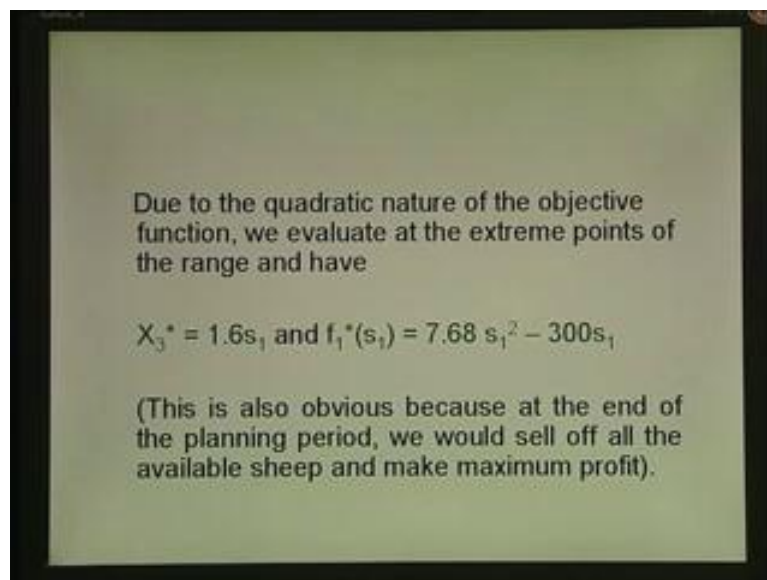 Due to the quadratic nature of the objective
function, we evaluate at the extreme points of
the range and have
X₃* = 1.6s₁ and f₁*(s₁) = 7.68 s₁² – 300s₁
(This is also obvious because at the end of
the planning period, we would sell off all the
available sheep and make maximum profit).